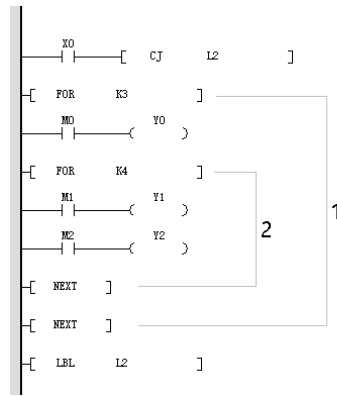 X0
CJ L2
FOR K3
M0 Y0
FOR K4
M1 Y1
M2 Y2
NEXT
NEXT
LBL L2
2
1